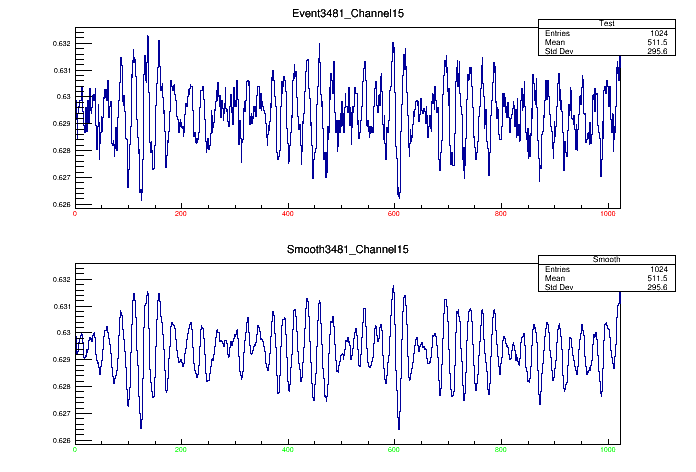 Event3481_Channel15
Test
Entries 1024
Mean 511.5
Std Dev 295.6
0.632
0.631
0.63
0.629
0.628
0.627
0.626
0 200 400 600 800 1000
Smooth3481_Channel15
Smooth
Entries 1024
Mean 511.5
Std Dev 295.6
0.632
0.631
0.63
0.629
0.628
0.627
0.626
0 200 400 600 800 1000